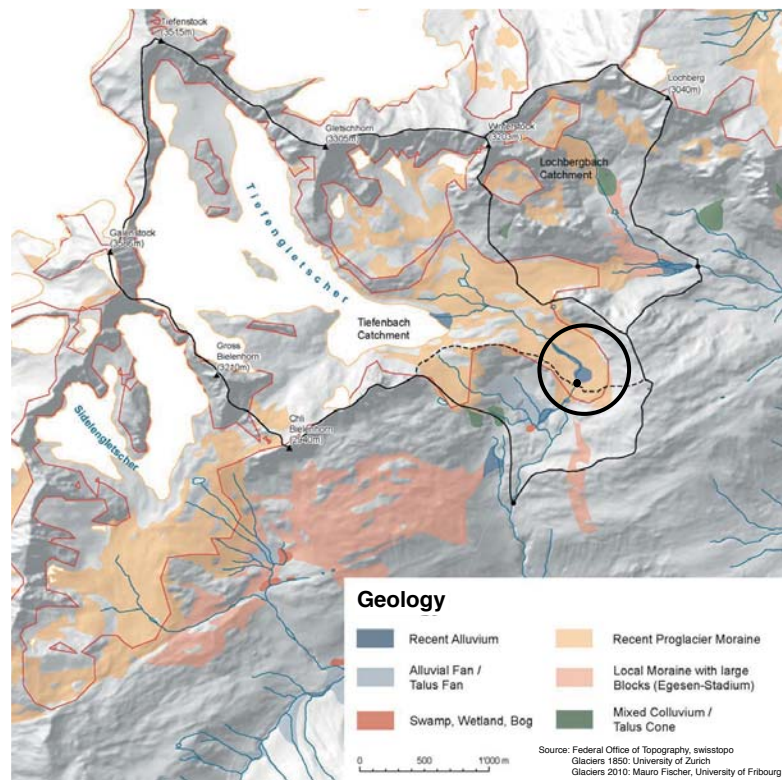 Tiefenstock
(3515m)
Lochberg
(3040m)
Gletschhorn
(3305m)
Winterstock
(3203m)
Lochbergbach
Catchment
Tiefengletscher
Galenstock
Tiefenbach
Catchment
Gross
Bielenhorn
(3210m)
Chli
Bielenhorn
(2940m)
Sidelengletscher
Geology
Recent Alluvium
Recent Proglacier Moraine
Alluvial Fan /
Talus Fan
Local Moraine with large
Blocks (Egesen-Stadium)
Swamp, Wetland, Bog
Mixed Colluvium /
Talus Cone
0 500 1000 m
Source: Federal Office of Topography, swisstopo
Glaciers 1850: University of Zurich
Glaciers 2010: Mauro Fischer, University of Fribourg